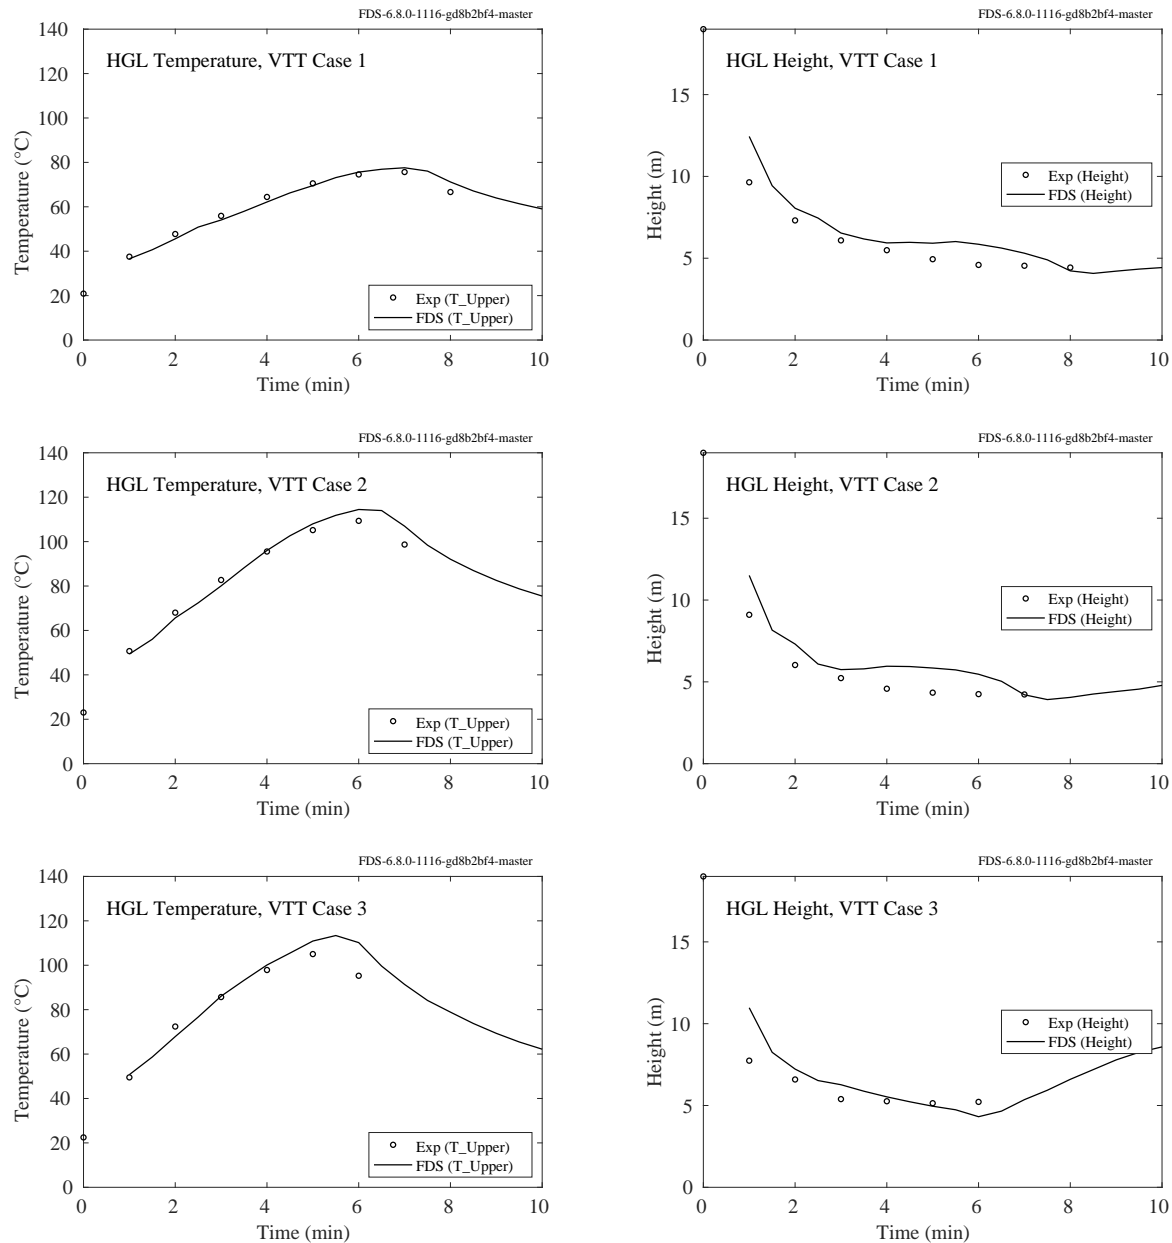 FDS-6.8.0-1116-gd8b2bf4-master
HGL Temperature, VTT Case 1
140
120
100
80
60
40
20
0
Temperature (°C)
Exp (T_Upper)
FDS (T_Upper)
0 2 4 6 8 10
Time (min)
FDS-6.8.0-1116-gd8b2bf4-master
HGL Height, VTT Case 1
15
10
5
0
Height (m)
Exp (Height)
FDS (Height)
0 2 4 6 8 10
Time (min)
FDS-6.8.0-1116-gd8b2bf4-master
HGL Temperature, VTT Case 2
140
120
100
80
60
40
20
0
Temperature (°C)
Exp (T_Upper)
FDS (T_Upper)
0 2 4 6 8 10
Time (min)
FDS-6.8.0-1116-gd8b2bf4-master
HGL Height, VTT Case 2
15
10
5
0
Height (m)
Exp (Height)
FDS (Height)
0 2 4 6 8 10
Time (min)
FDS-6.8.0-1116-gd8b2bf4-master
HGL Temperature, VTT Case 3
140
120
100
80
60
40
20
0
Temperature (°C)
Exp (T_Upper)
FDS (T_Upper)
0 2 4 6 8 10
Time (min)
FDS-6.8.0-1116-gd8b2bf4-master
HGL Height, VTT Case 3
15
10
5
0
Height (m)
Exp (Height)
FDS (Height)
0 2 4 6 8 10
Time (min)